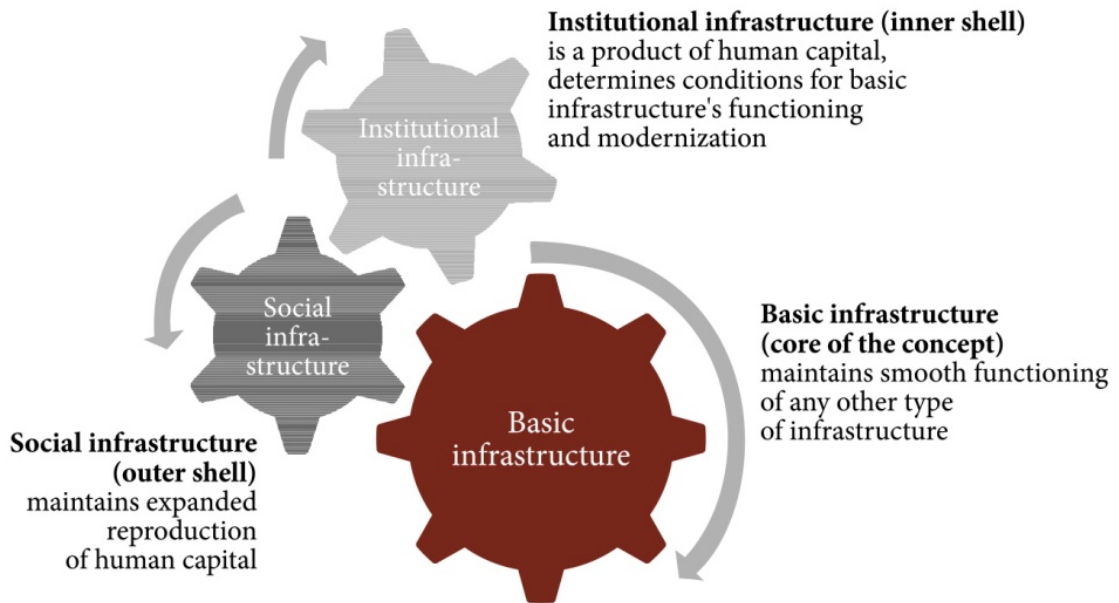 Institutional infrastructure (inner shell)
is a product of human capital,
determines conditions for basic
infrastructure's functioning
and modernization
Institutional
infra-
structure
Social
infra-
structure
Basic infrastructure
(core of the concept)
maintains smooth functioning
of any other type
of infrastructure
Basic
infrastructure
Social infrastructure
(outer shell)
maintains expanded
reproduction
of human capital